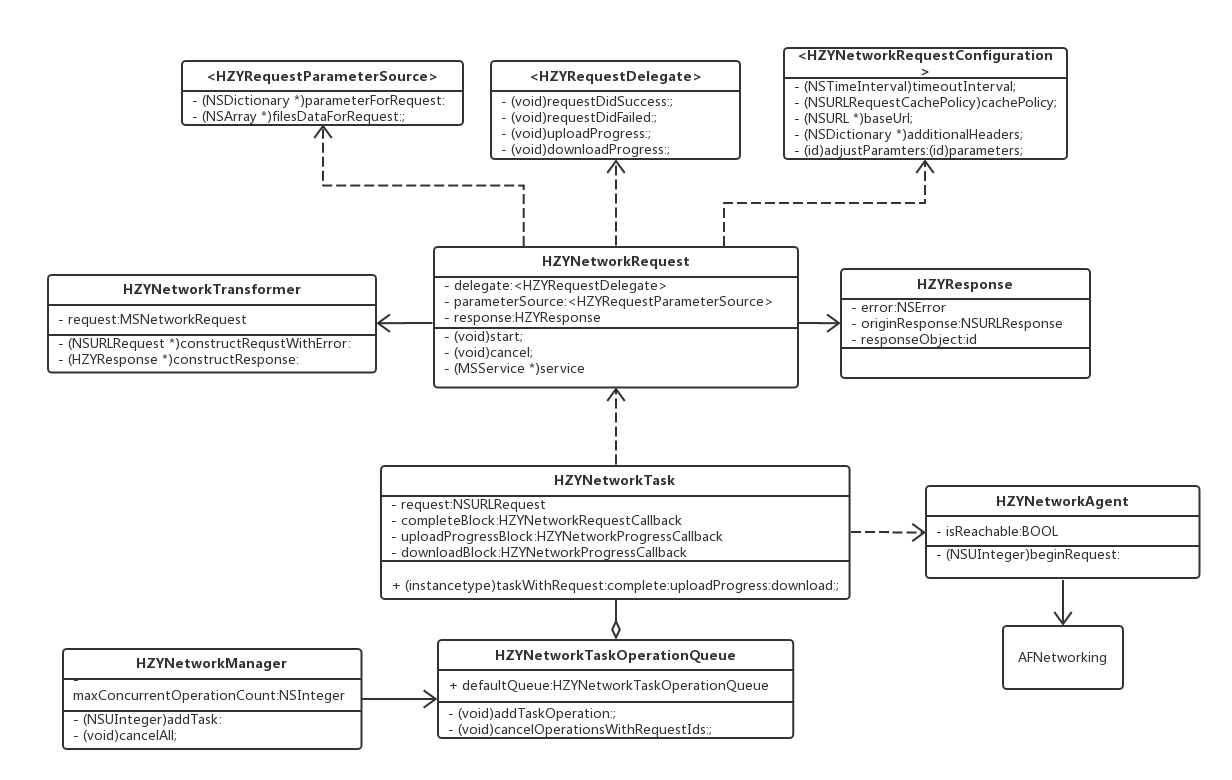 <HZYRequestParameterSource>
- (NSDictionary *)parameterForRequest:
- (NSArray *)filesDataForRequest:;
<HZYRequestDelegate>
- (void)requestDidSuccess:;
- (void)requestDidFailed:;
- (void)uploadProgress:;
- (void)downloadProgress:;
<HZYNetworkRequestConfiguration
>
- (NSTimeInterval)timeoutInterval;
- (NSURLRequestCachePolicy)cachePolicy;
- (NSURL *)baseUrl;
- (NSDictionary *)additionalHeaders;
- (id)adjustParamters:(id)parameters;
HZYNetworkTransformer
- request:MSNetworkRequest
- (NSURLRequest *)constructRequstWithError:
- (HZYResponse *)constructResponse:
HZYNetworkRequest
- delegate:<HZYRequestDelegate>
- parameterSource:<HZYRequestParameterSource>
- response:HZYResponse
- (void)start;
- (void)cancel;
- (MSService *)service
HZYResponse
- error:NSError
- originResponse:NSURLResponse
- responseObject:id
HZYNetworkTask
- request:NSURLRequest
- completeBlock:HZYNetworkRequestCallback
- uploadProgressBlock:HZYNetworkProgressCallback
- downloadBlock:HZYNetworkProgressCallback
+ (instancetype)taskWithRequest:complete:uploadProgress:download:;
HZYNetworkAgent
- isReachable:BOOL
- (NSUInteger)beginRequest:
AFNetworking
HZYNetworkManager
-
maxConcurrentOperationCount:NSInteger
- (NSUInteger)addTask:
- (void)cancelAll;
HZYNetworkTaskOperationQueue
+ defaultQueue:HZYNetworkTaskOperationQueue
- (void)addTaskOperation:;
- (void)cancelOperationsWithRequestIds:;